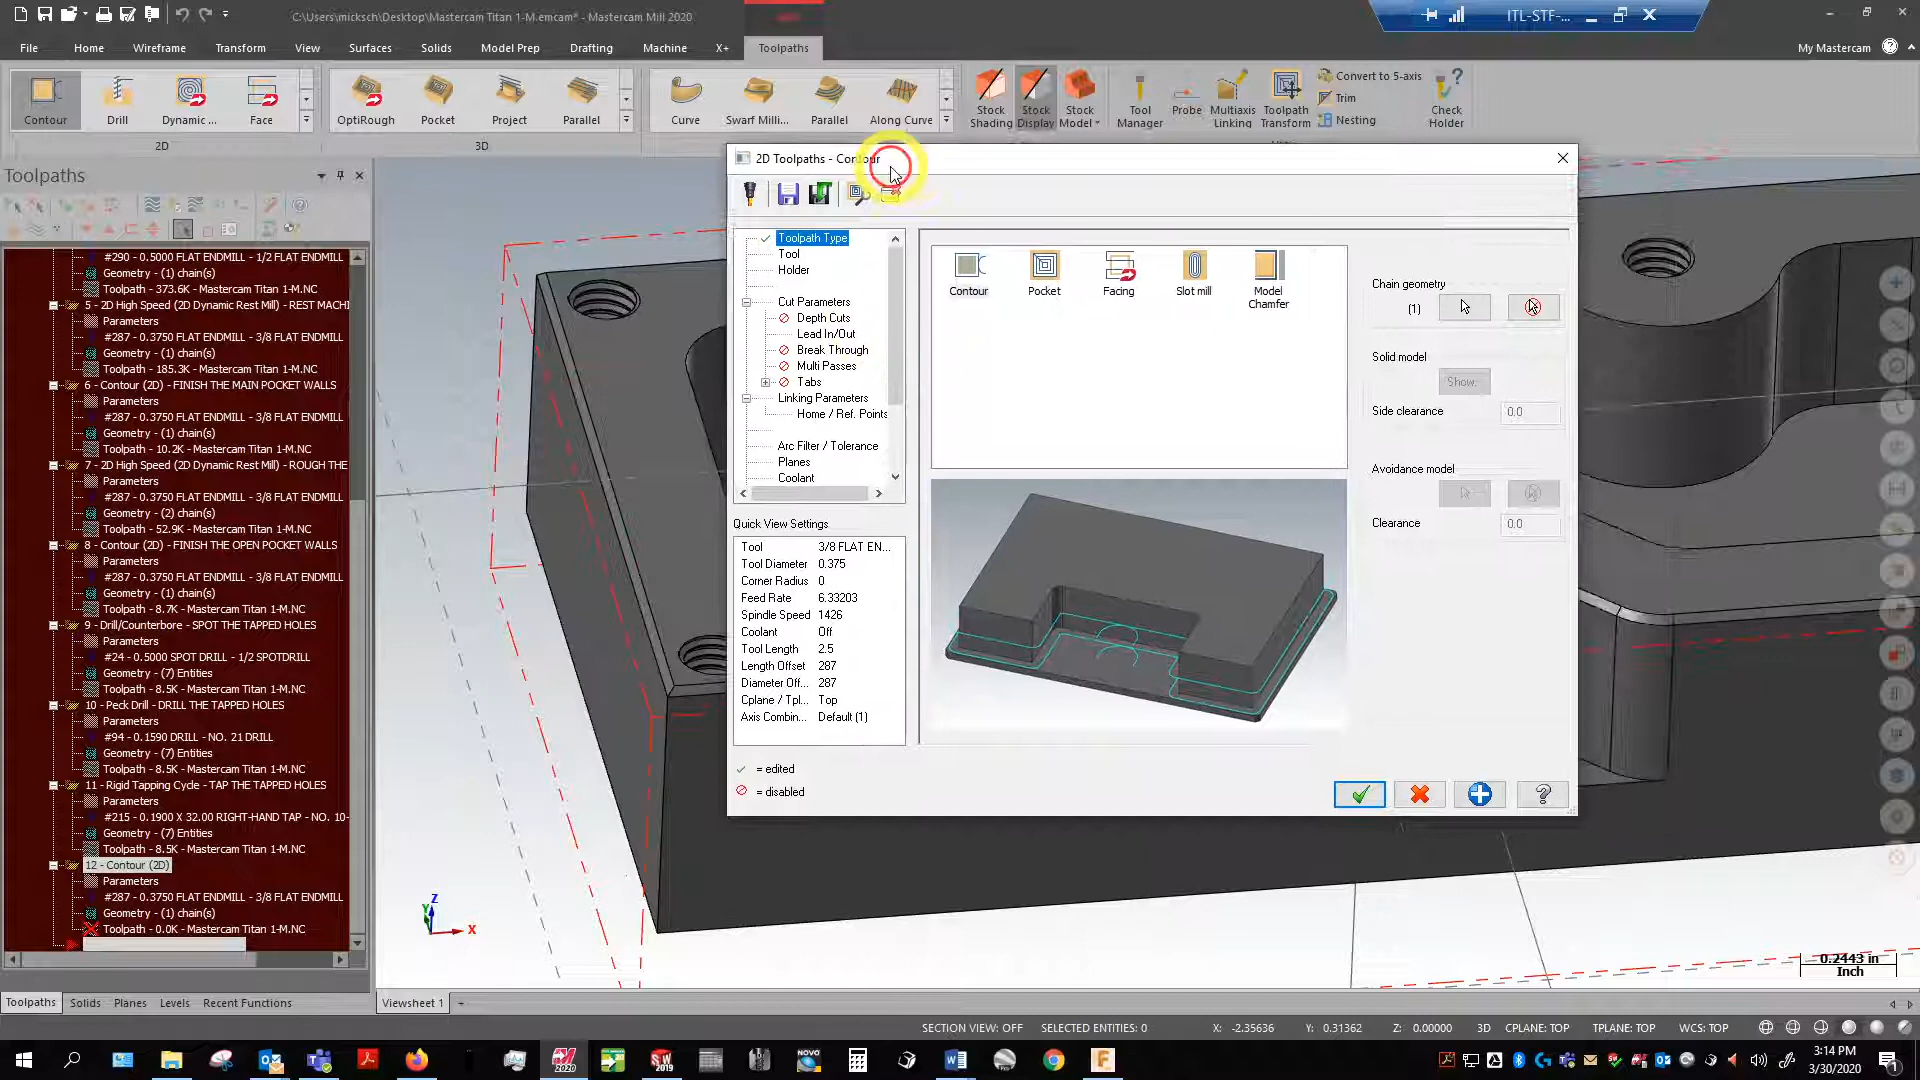 C:\Users\micksch\Desktop\Mastercam Titan 1-M.emcam* - Mastercam Mill 2020
ITL-STF-...
File Home Wireframe Transform View Surfaces Solids Model Prep Drafting Machine X+ Toolpaths My Mastercam
Contour Drill Dynamic ... Face OptiRough Pocket Project Parallel Curve Swarf Milli... Parallel Along Curve
Stock Shading
Stock Display
Stock Model
Tool Manager
Probe
Multiaxis Linking
Toolpath Transform
Convert to 5-axis
Trim
Nesting
Check Holder
2D 3D
Toolpaths
#290 - 0.5000 FLAT ENDMILL - 1/2 FLAT ENDMILL
Geometry - (1) chain(s)
Toolpath - 373.6K - Mastercam Titan 1-M.NC
5 - 2D High Speed (2D Dynamic Rest Mill) - REST MACHI
Parameters
#287 - 0.3750 FLAT ENDMILL - 3/8 FLAT ENDMILL
Geometry - (1) chain(s)
Toolpath - 185.3K - Mastercam Titan 1-M.NC
6 - Contour (2D) - FINISH THE MAIN POCKET WALLS
Parameters
#287 - 0.3750 FLAT ENDMILL - 3/8 FLAT ENDMILL
Geometry - (1) chain(s)
Toolpath - 10.2K - Mastercam Titan 1-M.NC
7 - 2D High Speed (2D Dynamic Rest Mill) - ROUGH THE
Parameters
#287 - 0.3750 FLAT ENDMILL - 3/8 FLAT ENDMILL
Geometry - (2) chain(s)
Toolpath - 52.9K - Mastercam Titan 1-M.NC
8 - Contour (2D) - FINISH THE OPEN POCKET WALLS
Parameters
#287 - 0.3750 FLAT ENDMILL - 3/8 FLAT ENDMILL
Geometry - (1) chain(s)
Toolpath - 8.7K - Mastercam Titan 1-M.NC
9 - Drill/Counterbore - SPOT THE TAPPED HOLES
Parameters
#24 - 0.5000 SPOT DRILL - 1/2 SPOTDRILL
Geometry - (7) Entities
Toolpath - 8.5K - Mastercam Titan 1-M.NC
10 - Peck Drill - DRILL THE TAPPED HOLES
Parameters
#94 - 0.1590 DRILL - NO. 21 DRILL
Geometry - (7) Entities
Toolpath - 8.5K - Mastercam Titan 1-M.NC
11 - Rigid Tapping Cycle - TAP THE TAPPED HOLES
Parameters
#215 - 0.1900 X 32.00 RIGHT-HAND TAP - NO. 10-
Geometry - (7) Entities
Toolpath - 8.5K - Mastercam Titan 1-M.NC
12 - Contour (2D)
Parameters
#287 - 0.3750 FLAT ENDMILL - 3/8 FLAT ENDMILL
Geometry - (1) chain(s)
Toolpath - 0.0K - Mastercam Titan 1-M.NC
Toolpaths Solids Planes Levels Recent Functions
2D Toolpaths - Contour
Toolpath Type
Tool
Holder
Cut Parameters
Depth Cuts
Lead In/Out
Break Through
Multi Passes
Tabs
Linking Parameters
Home / Ref. Points
Arc Filter / Tolerance
Planes
Coolant
Quick View Settings
Tool 3/8 FLAT EN...
Tool Diameter 0.375
Corner Radius 0
Feed Rate 6.33203
Spindle Speed 1426
Coolant Off
Tool Length 2.5
Length Offset 287
Diameter Off... 287
Cplane / Tpl... Top
Axis Combin... Default (1)
= edited
= disabled
Contour Pocket Facing Slot mill Model Chamfer
Chain geometry
(1)
Solid model
Show...
Side clearance 0.0
Avoidance model
Clearance 0.0
Z
Y
X
0.2443 in
Inch
Viewsheet 1
SECTION VIEW: OFF SELECTED ENTITIES: 0 X: -2.35636 Y: 0.31362 Z: 0.00000 3D CPLANE: TOP TPLANE: TOP WCS: TOP
3:14 PM
3/30/2020